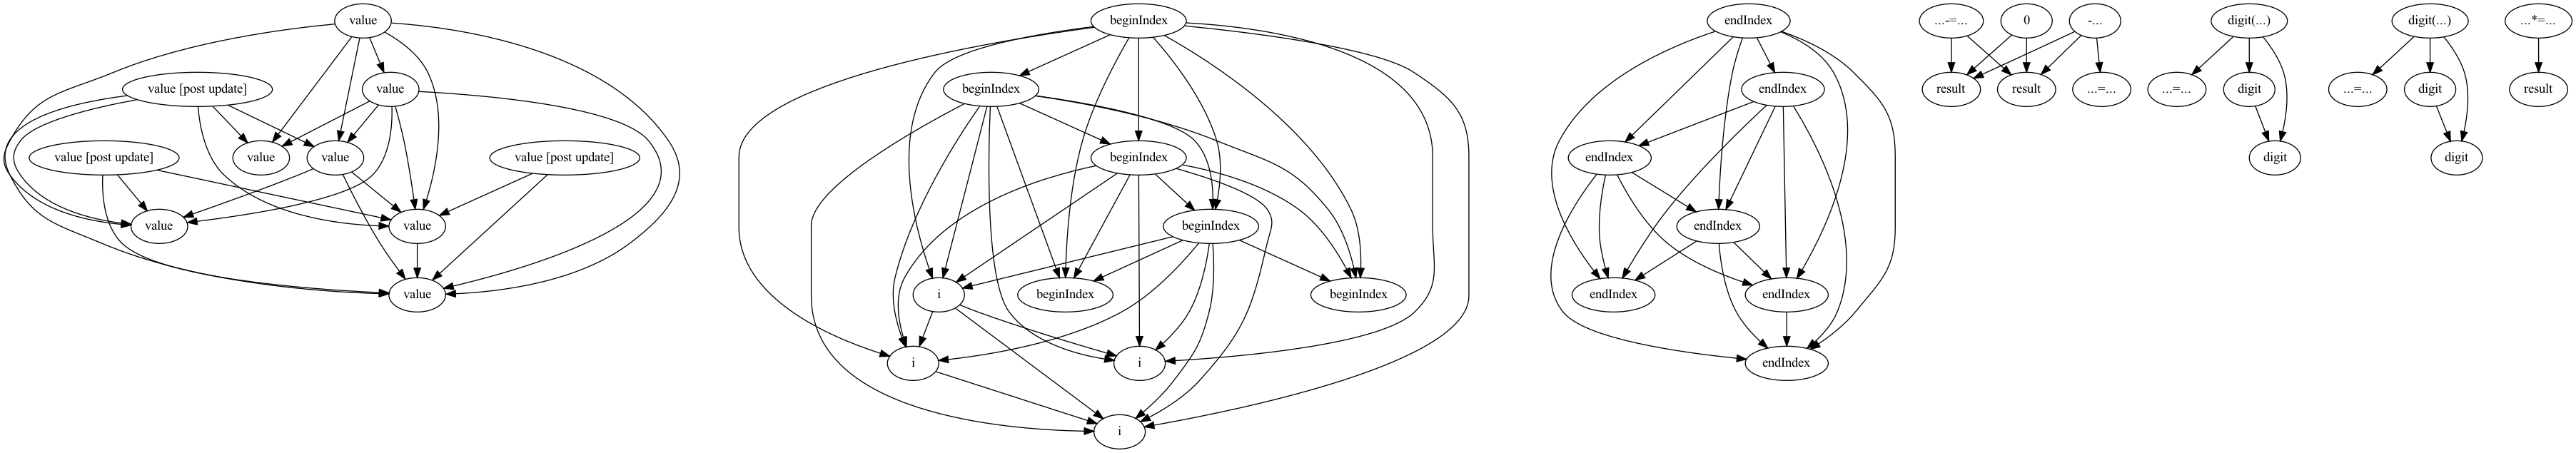 value
beginIndex
endIndex
...-=...
0
-...
digit(...)
digit(...)
...*=...
value [post update]
value
beginIndex
endIndex
result
result
...=...
...=...
digit
...=...
digit
result
value [post update]
value
value
value [post update]
beginIndex
endIndex
digit
digit
value
value
beginIndex
endIndex
value
i
beginIndex
beginIndex
endIndex
endIndex
i
i
endIndex
i